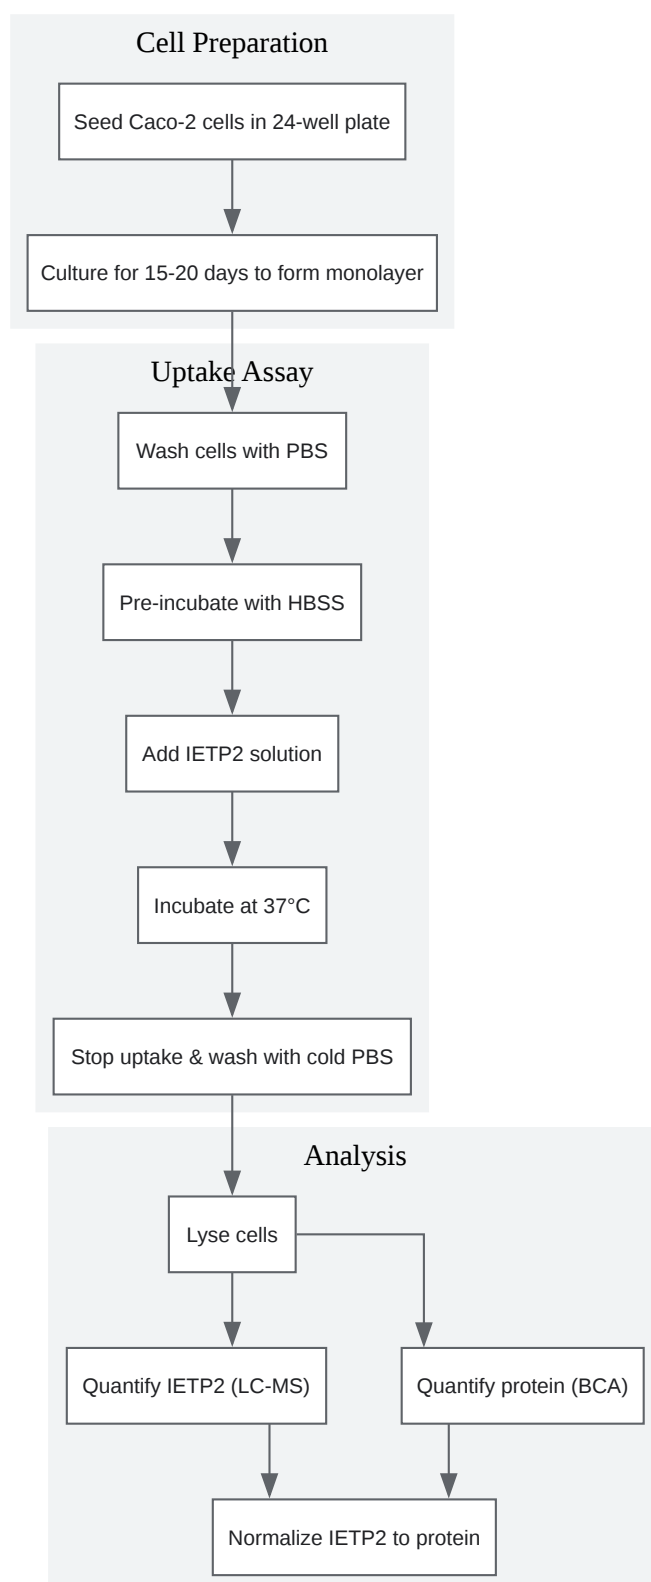 Cell Preparation
Seed Caco-2 cells in 24-well plate
Culture for 15-20 days to form monolayer
Uptake Assay
Wash cells with PBS
Pre-incubate with HBSS
Add IETP2 solution
Incubate at 37°C
Stop uptake & wash with cold PBS
Analysis
Lyse cells
Quantify IETP2 (LC-MS)
Quantify protein (BCA)
Normalize IETP2 to protein